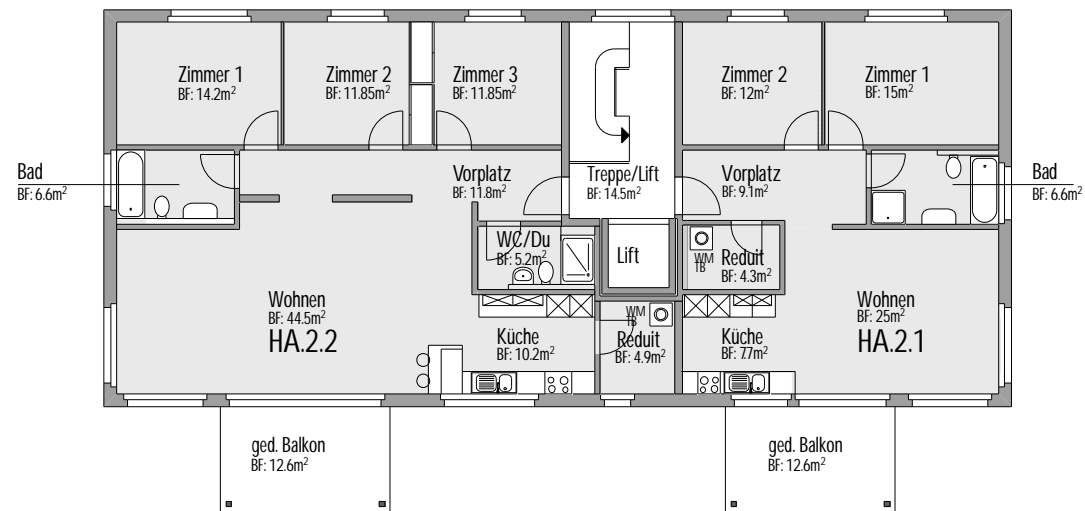 Zimmer 1
BF: 14.2m²
Zimmer 2
BF: 11.85m²
Zimmer 3
BF: 11.85m²
Zimmer 2
BF: 12m²
Zimmer 1
BF: 15m²
Bad
BF: 6.6m²
Vorplatz
BF: 11.8m²
Treppe/Lift
BF: 14.5m²
Vorplatz
BF: 9.1m²
Bad
BF: 6.6m²
WC/Du
BF: 5.2m²
Lift
WM
TB
Reduit
BF: 4.3m²
Wohnen
BF: 44.5m²
HA.2.2
Küche
BF: 10.2m²
WM
TB
Reduit
BF: 4.9m²
Küche
BF: 7.7m²
Wohnen
BF: 25m²
HA.2.1
ged. Balkon
BF: 12.6m²
ged. Balkon
BF: 12.6m²